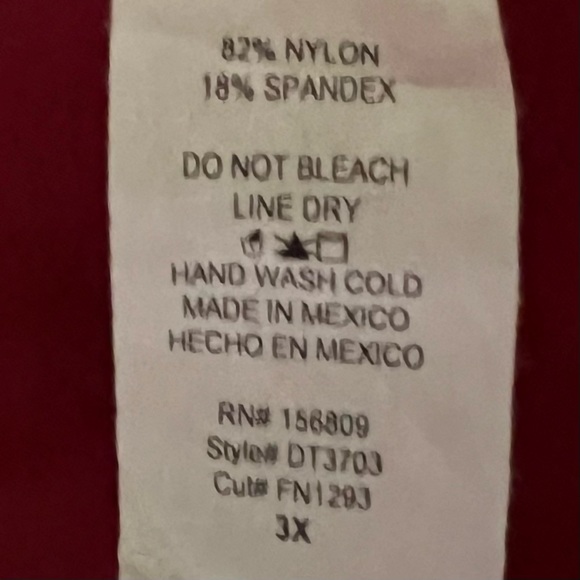 82% NYLON
18% SPANDEX
DO NOT BLEACH
LINE DRY
HAND WASH COLD
MADE IN MEXICO
HECHO EN MEXICO
RN# 156809
Style# DT3703
Cut# FN1293
3X